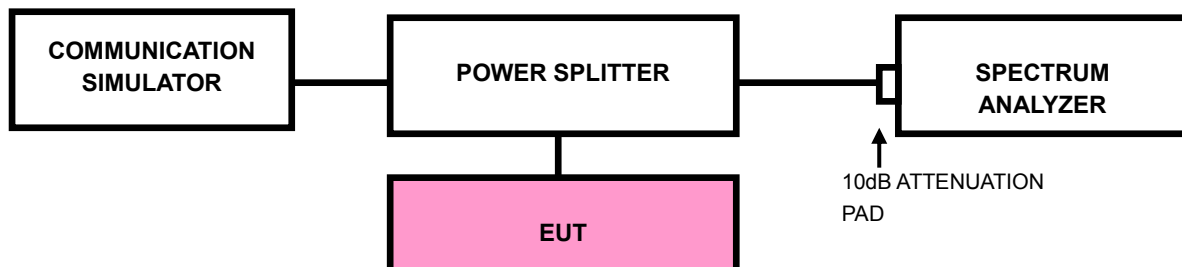 COMMUNICATION
SIMULATOR
POWER SPLITTER
SPECTRUM
ANALYZER
10dB ATTENUATION
PAD
EUT